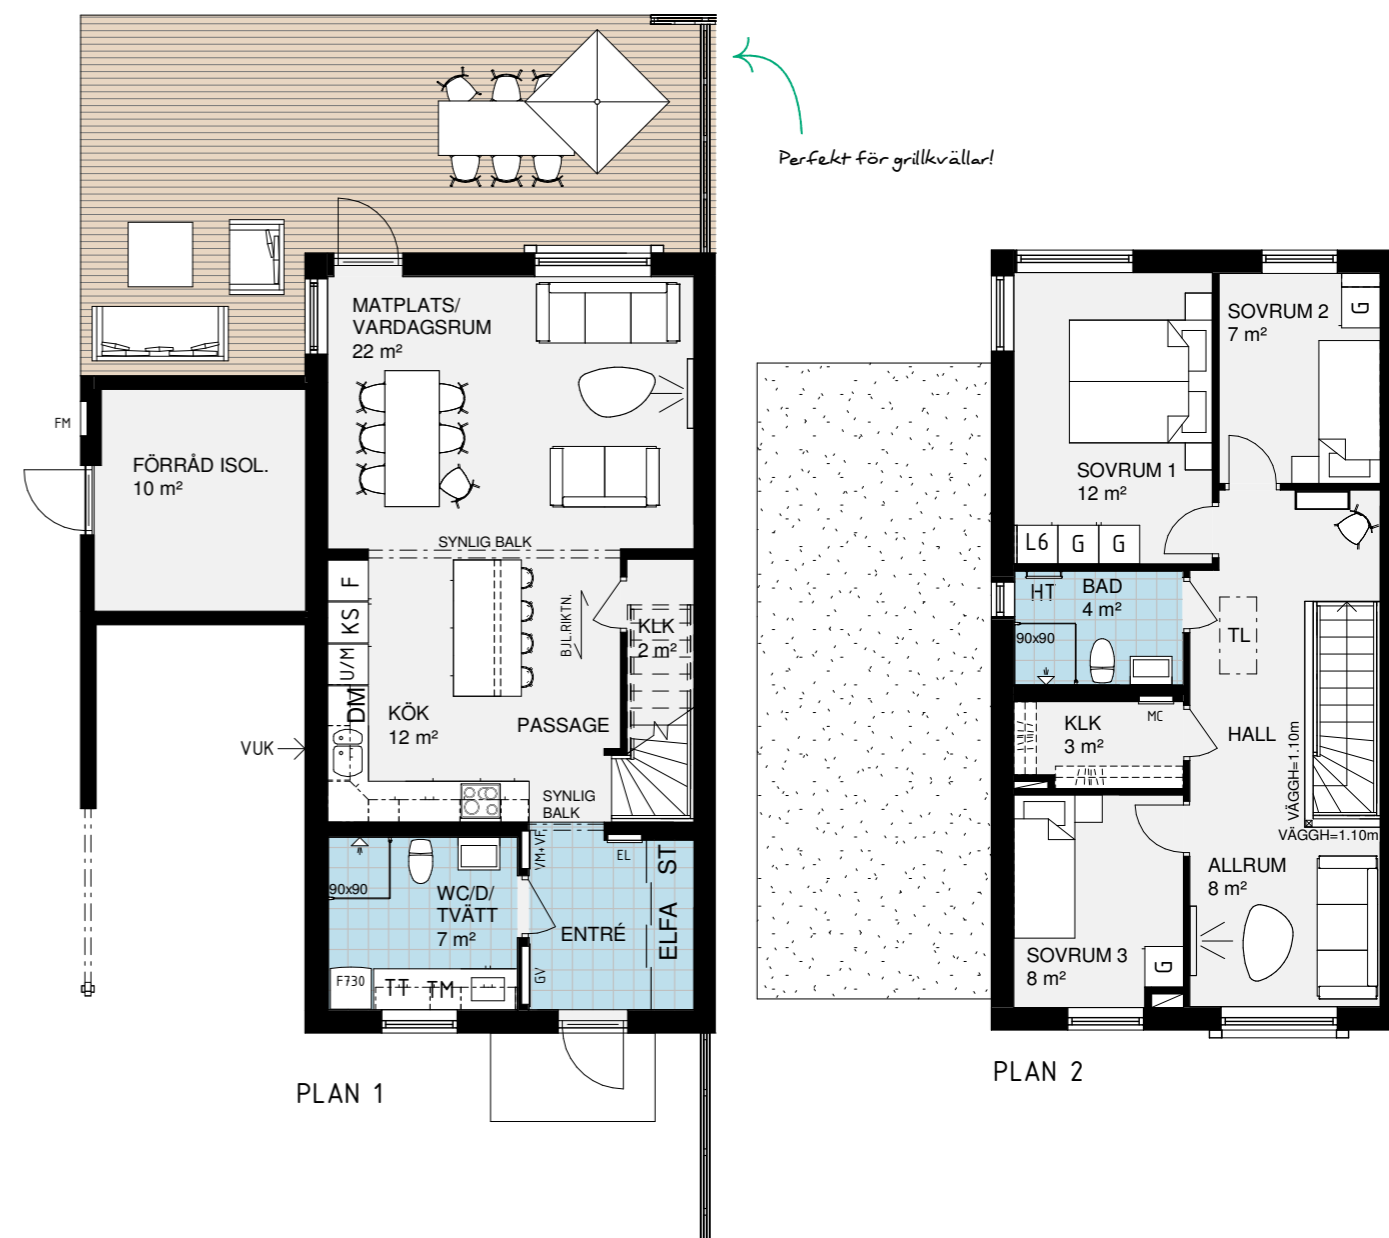 Perfekt för grillkvällar!
MATPLATS/
VARDAGSRUM
22 m²
FM
FÖRRÅD ISOL.
10 m²
SYNLIG BALK
F
KS
U/M
DM
BJL.RIKTN.
KLK
2 m²
KÖK
12 m²
PASSAGE
VUK
SYNLIG
BALK
VM+VF
EL
ST
90x90
WC/D/
TVÄTT
7 m²
ENTRÉ
ELFA
F730
TT
TM
GV
PLAN 1
SOVRUM 2
7 m²
G
SOVRUM 1
12 m²
L6
G
G
HT
BAD
4 m²
90x90
TL
KLK
3 m²
MC
HALL
VÄGGH=1.10m
VÄGGH=1.10m
ALLRUM
8 m²
SOVRUM 3
8 m²
G
PLAN 2